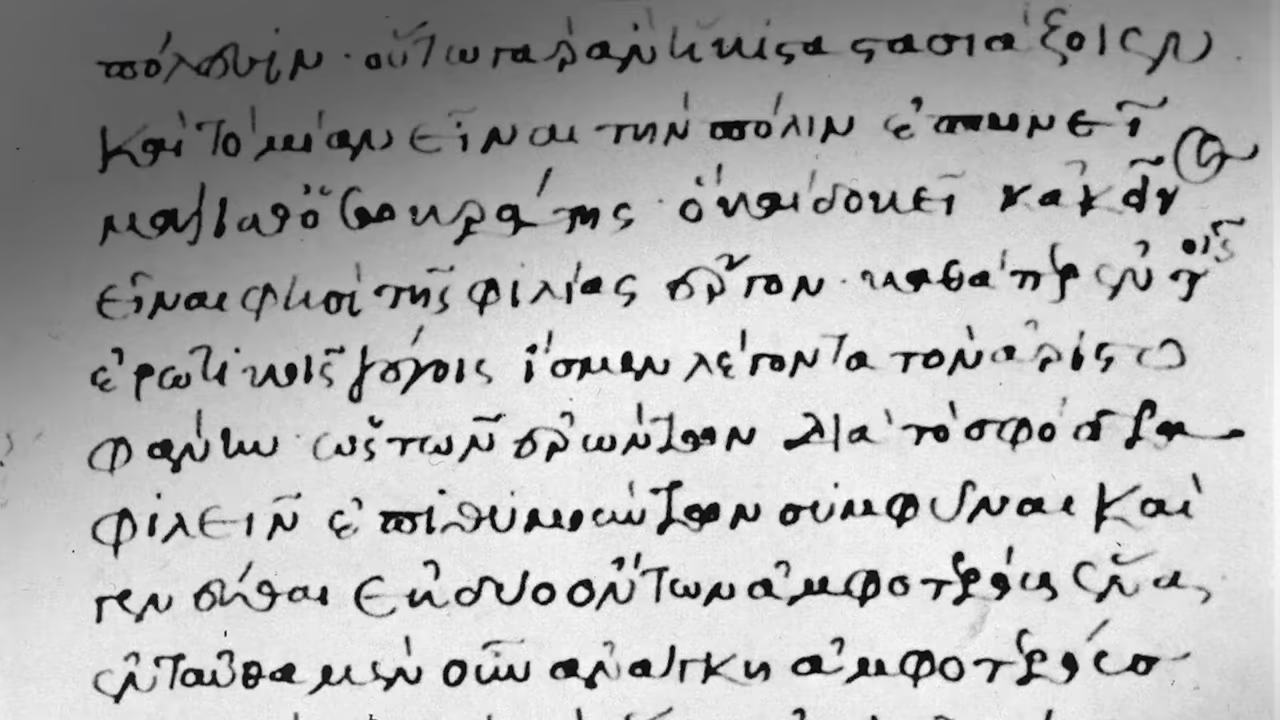 πόλεσιν· οὕτω γὰρ ἂν ἥκιστα στασιάζοιεν
καὶ τὸ μίαν εἶναι τὴν πόλιν ἐπαινεῖ
μάλισθ' ὁ Σωκράτης· ὃ καὶ δοκεῖ κἀκεῖν
εἶναί φησι τῆς φιλίας ἔργον· καθάπερ ἐν τοῖς
ἐρωτικοῖς λόγοις ἴσμεν λέγοντα τὸν ἀριστο
φάνην· ὡς τῶν ἐρώντων διὰ τὸ σφόδρα
φιλεῖν ἐπιθυμούντων συμφῦναι καὶ
γενέσθαι ἐκ δύο ὄντων ἀμφοτέρους ἕνα,
ἐνταῦθα μὲν οὖν ἀνάγκη ἀμφοτέρους